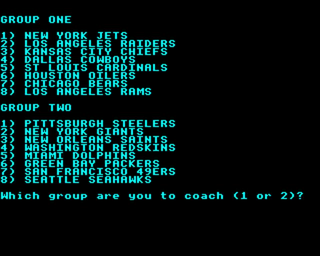 GROUP ONE
1) NEW YORK JETS
2) LOS ANGELES RAIDERS
3) KANSAS CITY CHIEFS
4) DALLAS COWBOYS
5) ST LOUIS CARDINALS
6) HOUSTON OILERS
7) CHICAGO BEARS
8) LOS ANGELES RAMS
GROUP TWO
1) PITTSBURGH STEELERS
2) NEW YORK GIANTS
3) NEW ORLEANS SAINTS
4) WASHINGTON REDSKINS
5) MIAMI DOLPHINS
6) GREEN BAY PACKERS
7) SAN FRANCISCO 49ERS
8) SEATTLE SEAHAWKS
Which group are you to coach (1 or 2)?